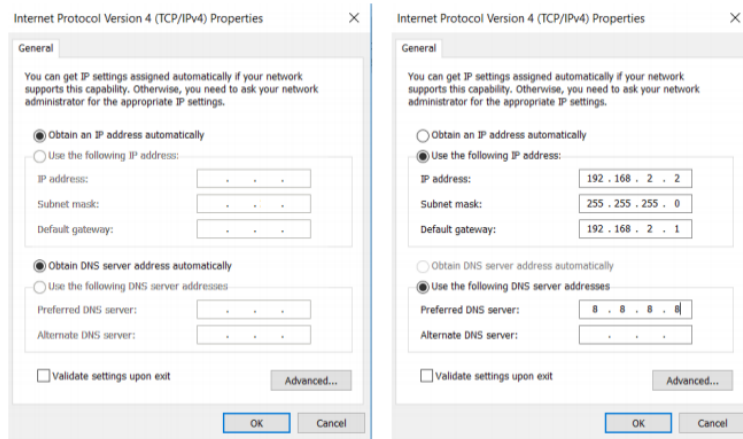 Internet Protocol Version 4 (TCP/IPv4) Properties
General
You can get IP settings assigned automatically if your network
supports this capability. Otherwise, you need to ask your network
administrator for the appropriate IP settings.
Obtain an IP address automatically
Use the following IP address:
IP address:
Subnet mask:
Default gateway:
Obtain DNS server address automatically
Use the following DNS server addresses
Preferred DNS server:
Alternate DNS server:
Validate settings upon exit
Advanced...
OK Cancel
Internet Protocol Version 4 (TCP/IPv4) Properties
General
You can get IP settings assigned automatically if your network
supports this capability. Otherwise, you need to ask your network
administrator for the appropriate IP settings.
Obtain an IP address automatically
Use the following IP address:
IP address: 192 . 168 . 2 . 2
Subnet mask: 255 . 255 . 255 . 0
Default gateway: 192 . 168 . 2 . 1
Obtain DNS server address automatically
Use the following DNS server addresses
Preferred DNS server: 8 . 8 . 8 . 8
Alternate DNS server:
Validate settings upon exit
Advanced...
OK Cancel